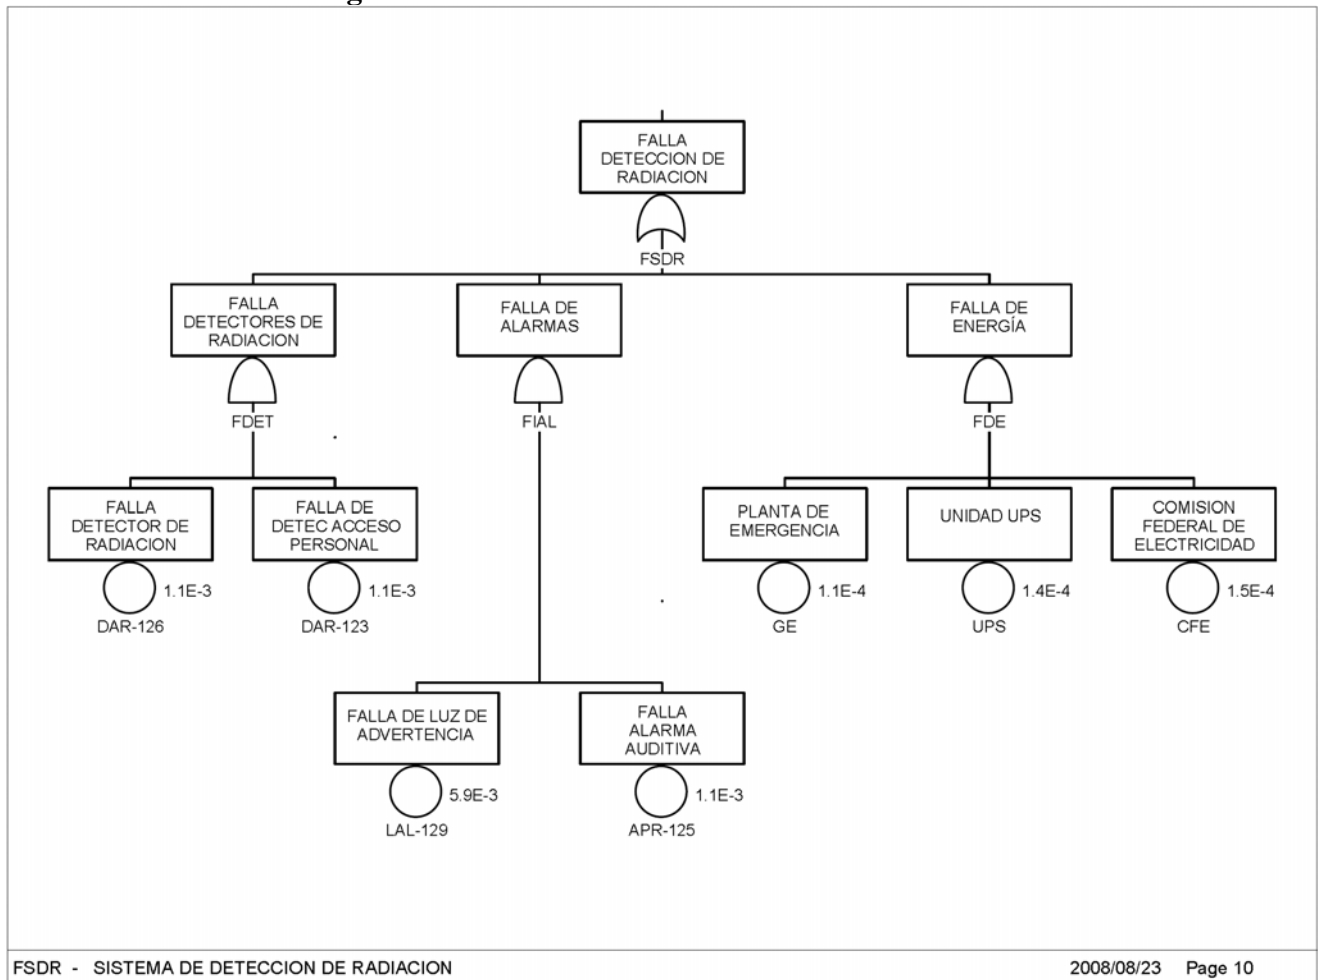 FALLA
DETECCION DE
RADIACION
FSDR
FALLA
DETECTORES DE
RADIACION
FALLA DE
ALARMAS
FALLA DE
ENERGÍA
FDET
FIAL
FDE
FALLA
DETECTOR DE
RADIACION
FALLA DE
DETEC ACCESO
PERSONAL
PLANTA DE
EMERGENCIA
UNIDAD UPS
COMISION
FEDERAL DE
ELECTRICIDAD
1.1E-3
1.1E-3
1.1E-4
1.4E-4
1.5E-4
DAR-126
DAR-123
GE
UPS
CFE
FALLA DE LUZ DE
ADVERTENCIA
FALLA
ALARMA
AUDITIVA
5.9E-3
1.1E-3
LAL-129
APR-125
FSDR - SISTEMA DE DETECCION DE RADIACION
2008/08/23 Page 10